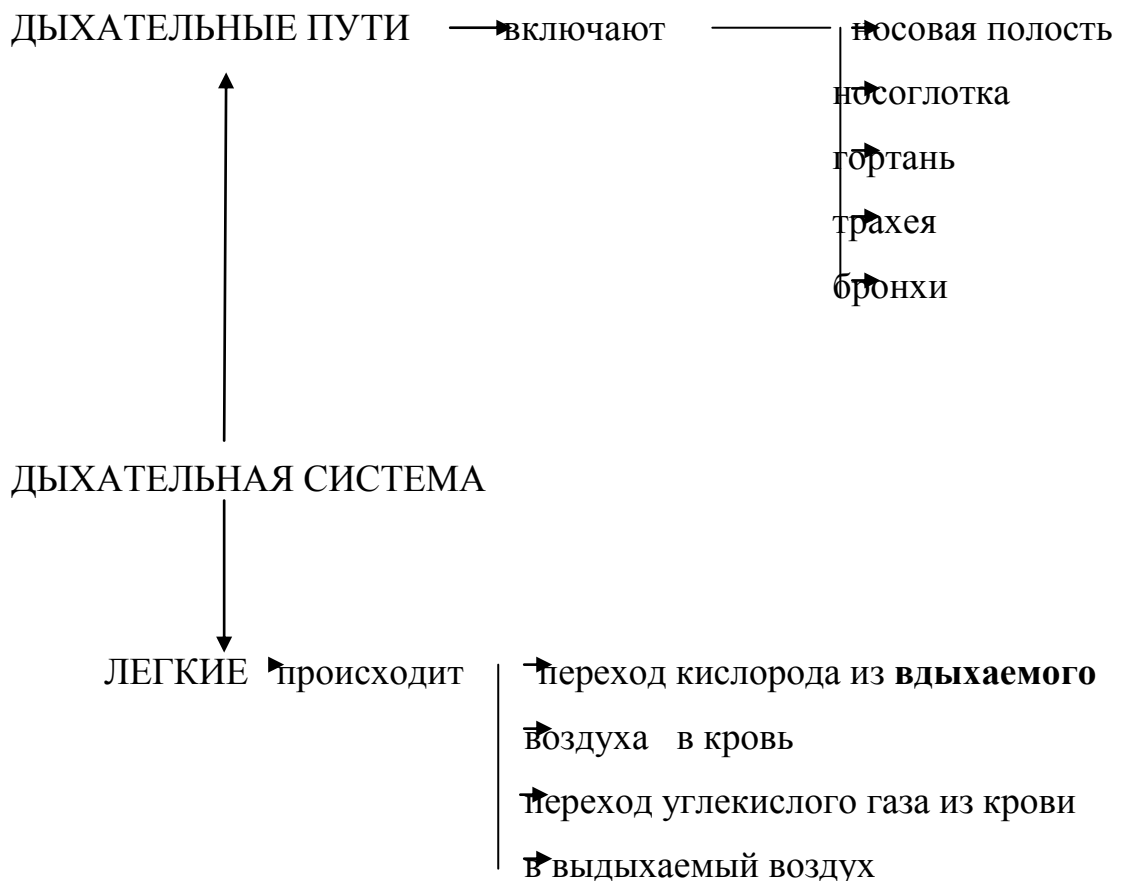 ДЫХАТЕЛЬНЫЕ ПУТИ включают носовая полость
носоглотка
гортань
трахея
бронхи
ДЫХАТЕЛЬНАЯ СИСТЕМА
ЛЕГКИЕ происходит переход кислорода из вдыхаемого
воздуха в кровь
переход углекислого газа из крови
в выдыхаемый воздух